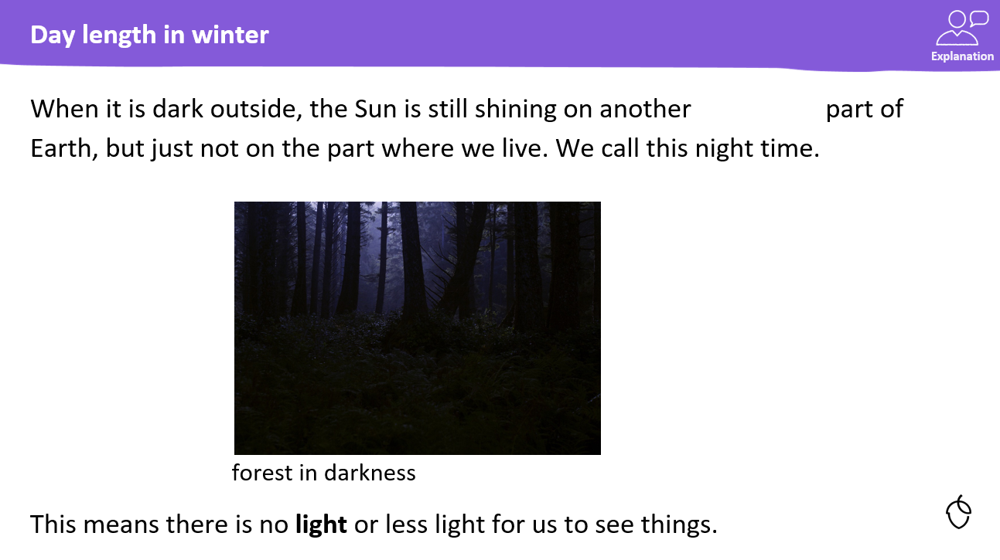 Day length in winter
Explanation
When it is dark outside, the Sun is still shining on another part of
Earth, but just not on the part where we live. We call this night time.
forest in darkness
This means there is no light or less light for us to see things.